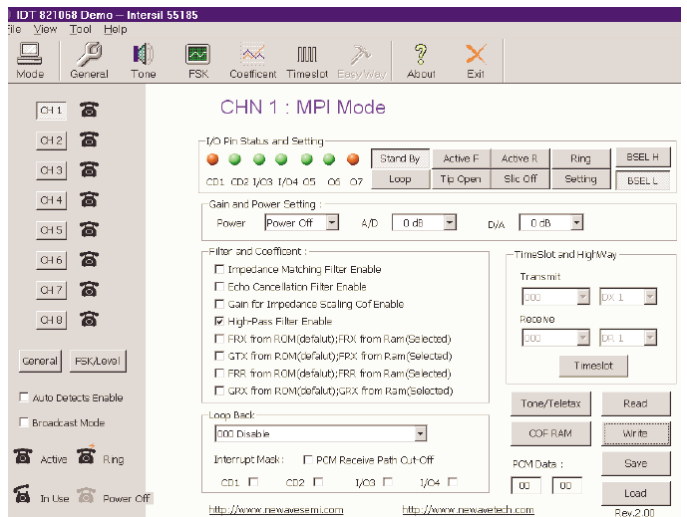 IDT 821068 Demo -- Intersil 55185
File View Tool Help
Mode General Tone FSK Coefficent Timeslot EasyWay About Exit
CHN 1 : MPI Mode
CH 1
CH 2
CH 3
CH 4
CH 5
CH 6
CH 7
CH 8
General FSK/Level
Auto Detects Enable
Broadcast Mode
Active Ring
In Use Power Off
I/O Pin Status and Setting
CD1 CD2 I/O3 I/O4 O5 O6 O7
Stand By Active F Active R Ring BSEL H
Loop Tip Open Slic Off Setting BSEL L
Gain and Power Setting :
Power Power Off A/D 0 dB D/A 0 dB
Filter and Coefficent :
Impedance Matching Filter Enable
Echo Cancellation Filter Enable
Gain for Impedance Scaling Cof Enable
High-Pass Filter Enable
FRX from ROM(defalut);FRX from Ram(Selected)
GTX from ROM(defalut);FRX from Ram(Selected)
FRR from ROM(defalut);FRR from Ram(Selected)
GRX from ROM(defalut);GRX from Ram(Selected)
TimeSlot and HighWay
Transmit
000 DX 1
Receive
000 DR 1
Timeslot
Loop Back
000 Disable
Interrupt Mask : PCM Receive Path Cut-Off
CD1 CD2 I/O3 I/O4
Tone/Teletax Read
COF RAM Write
PCM Data : Save
00 00 Load
http://www.newavesemi.com http://www.newavetech.com Rev.2.00